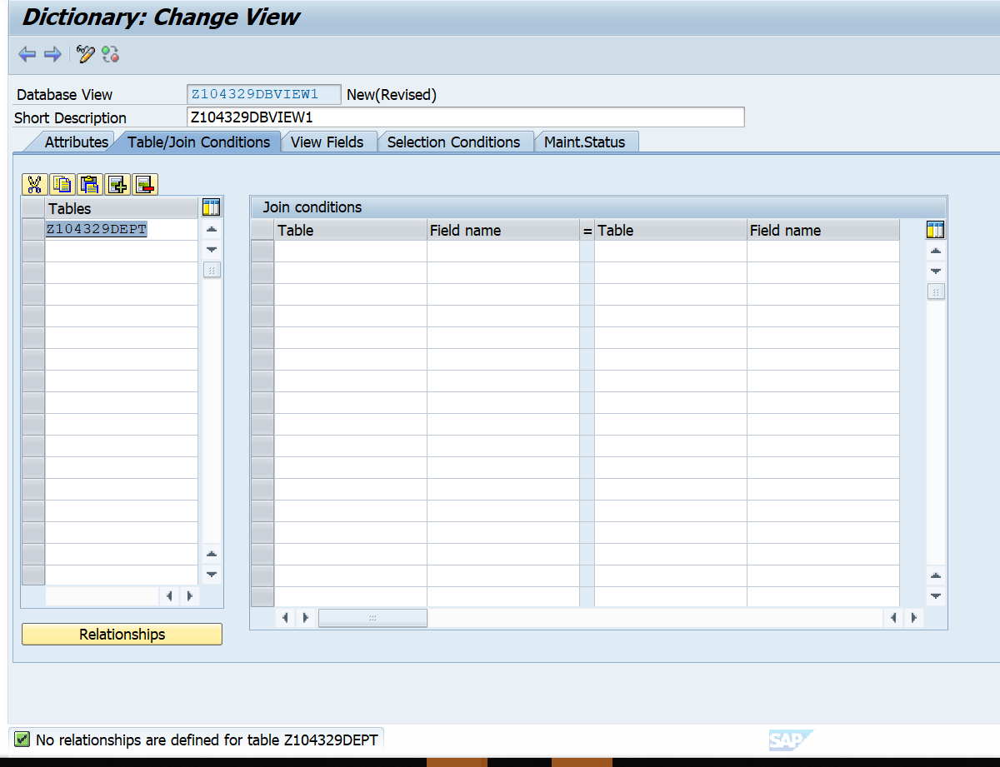 Dictionary: Change View
Database View Z104329DBVIEW1 New(Revised)
Short Description Z104329DBVIEW1
Attributes Table/Join Conditions View Fields Selection Conditions Maint.Status
Tables
Z104329DEPT
Join conditions
Table Field name = Table Field name
Relationships
No relationships are defined for table Z104329DEPT
SAP